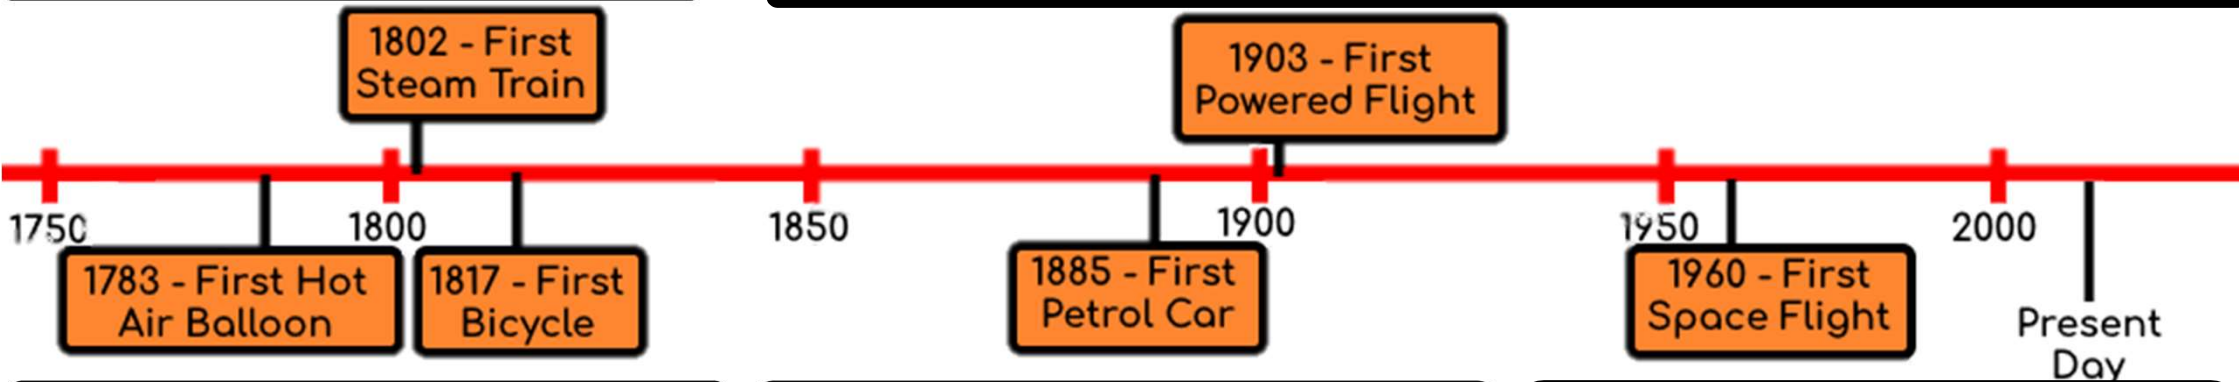 1802 - First
Steam Train
1903 - First
Powered Flight
1750
1800
1850
1900
1950
2000
1783 - First Hot
Air Balloon
1817 - First
Bicycle
1885 - First
Petrol Car
1960 - First
Space Flight
Present
Day